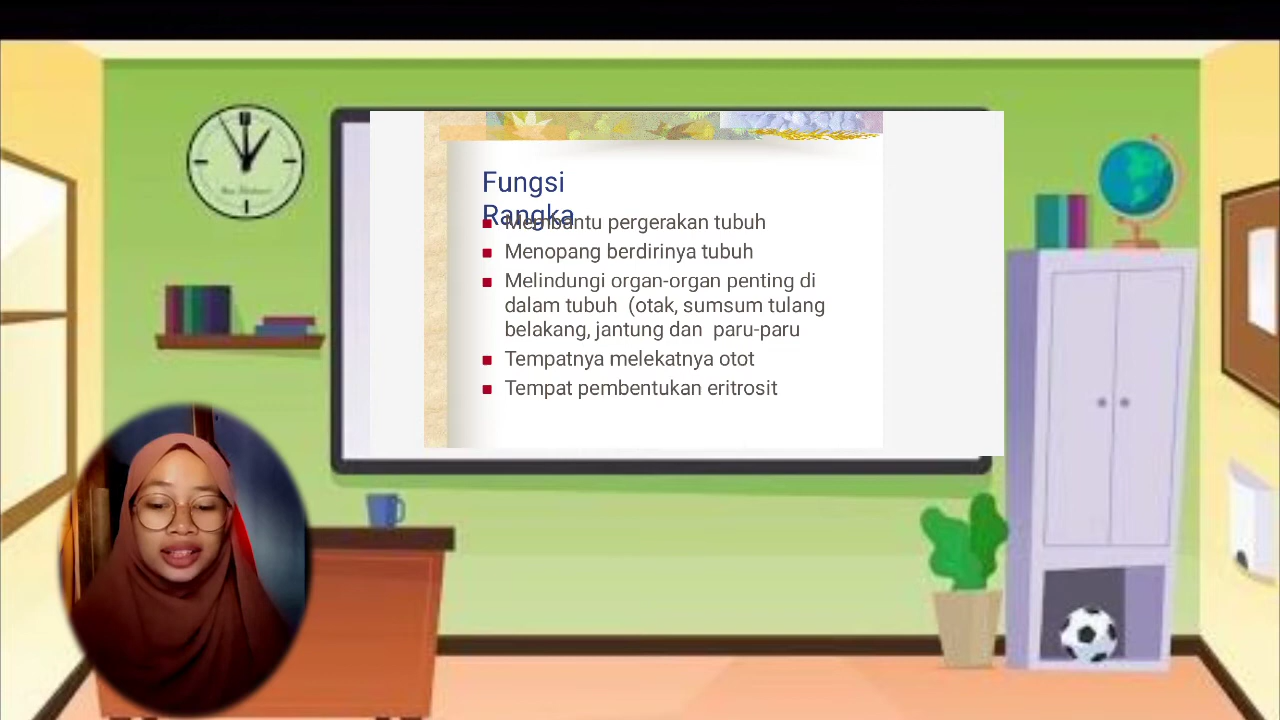 Fungsi
Rangka
Membantu pergerakan tubuh
Menopang berdirinya tubuh
Melindungi organ-organ penting di
dalam tubuh (otak, sumsum tulang
belakang, jantung dan paru-paru
Tempatnya melekatnya otot
Tempat pembentukan eritrosit